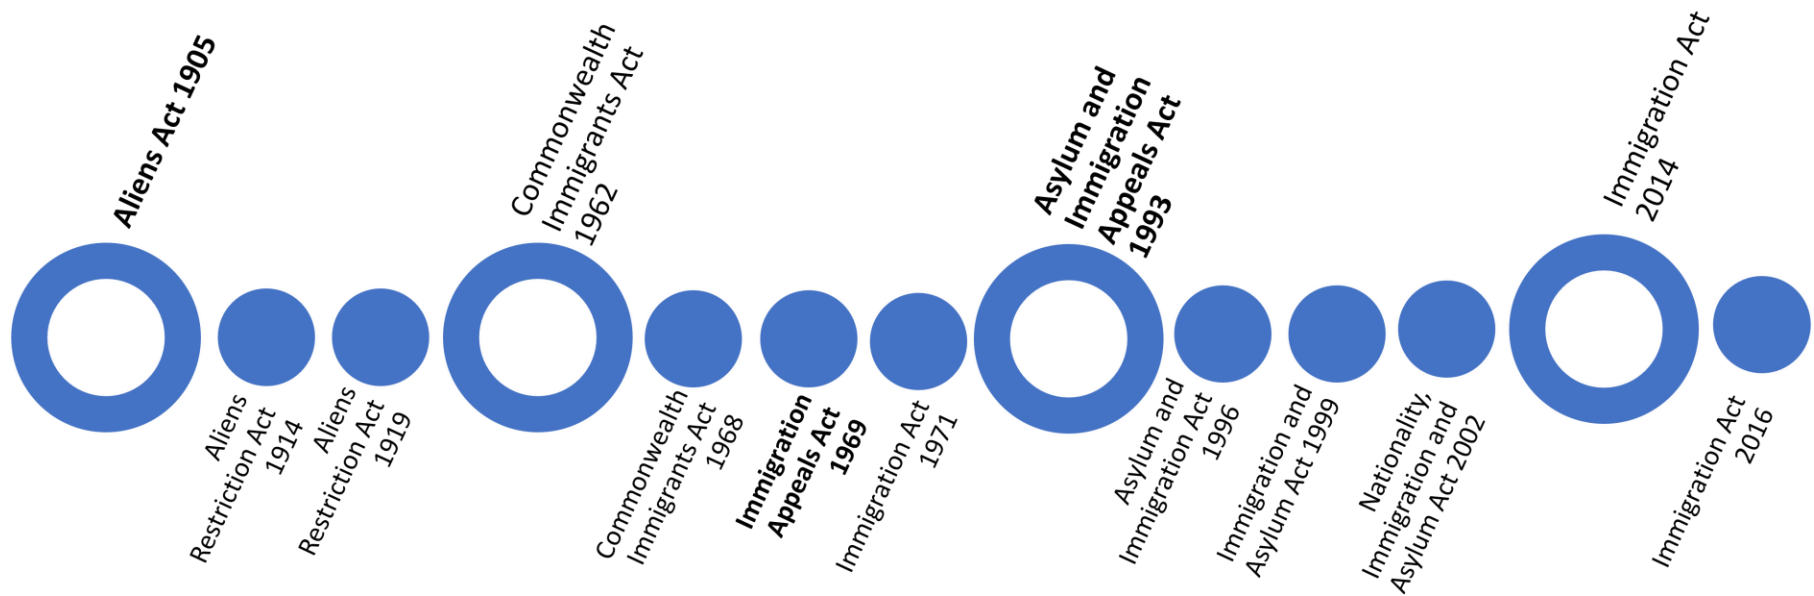 Aliens Act 1905
Aliens
Restriction Act
1914
Aliens
Restriction Act
1919
Commonwealth
Immigrants Act
1962
Commonwealth
Immigrants Act
1968
Immigration
Appeals Act
1969
Immigration Act
1971
Asylum and
Immigration
Appeals Act
1993
Asylum and
Immigration Act
1996
Immigration and
Asylum Act 1999
Nationality,
Immigration and
Asylum Act 2002
Immigration Act
2014
Immigration Act
2016